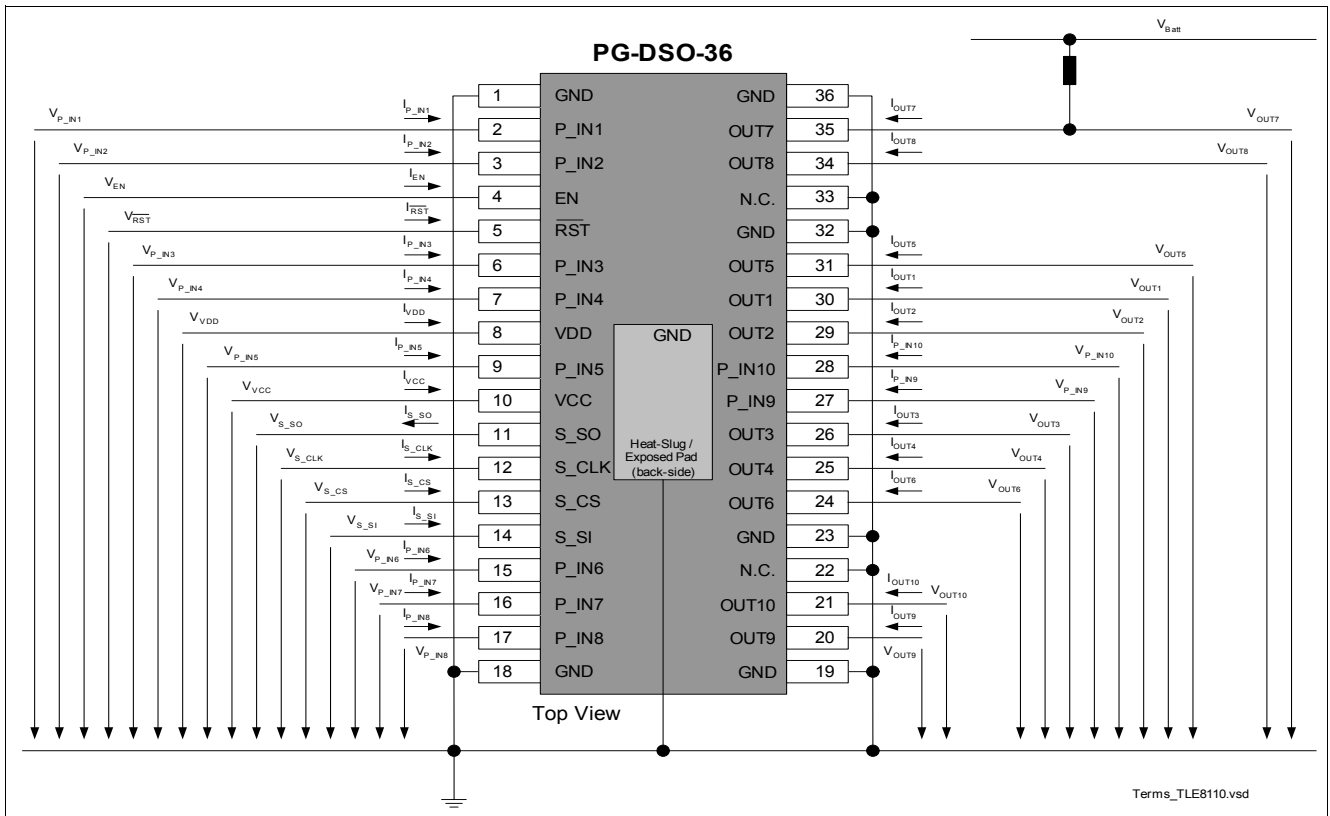 V_Batt
PG-DSO-36
1 GND GND 36
V_P_IN1 I_P_IN1 2 P_IN1 OUT7 35 I_OUT7 V_OUT7
V_P_IN2 I_P_IN2 3 P_IN2 OUT8 34 I_OUT8 V_OUT8
V_EN I_EN 4 EN N.C. 33
V_R̅S̅T̅ I_R̅S̅T̅ 5 R̅S̅T̅ GND 32
V_P_IN3 I_P_IN3 6 P_IN3 OUT5 31 I_OUT5 V_OUT5
V_P_IN4 I_P_IN4 7 P_IN4 OUT1 30 I_OUT1 V_OUT1
V_VDD I_VDD 8 VDD GND OUT2 29 I_OUT2 V_OUT2
V_P_IN5 I_P_IN5 9 P_IN5 P_IN10 28 I_P_IN10 V_P_IN10
V_VCC I_VCC 10 VCC P_IN9 27 I_P_IN9 V_P_IN9
V_S_SO I_S_SO 11 S_SO OUT3 26 I_OUT3 V_OUT3
Heat-Slug /
Exposed Pad
(back-side)
V_S_CLK I_S_CLK 12 S_CLK OUT4 25 I_OUT4 V_OUT4
V_S_CS I_S_CS 13 S_CS OUT6 24 I_OUT6 V_OUT6
V_S_SI I_S_SI 14 S_SI GND 23
V_P_IN6 I_P_IN6 15 P_IN6 N.C. 22
V_P_IN7 I_P_IN7 16 P_IN7 OUT10 21 I_OUT10 V_OUT10
V_P_IN8 I_P_IN8 17 P_IN8 OUT9 20 I_OUT9 V_OUT9
18 GND GND 19
Top View
Terms_TLE8110.vsd